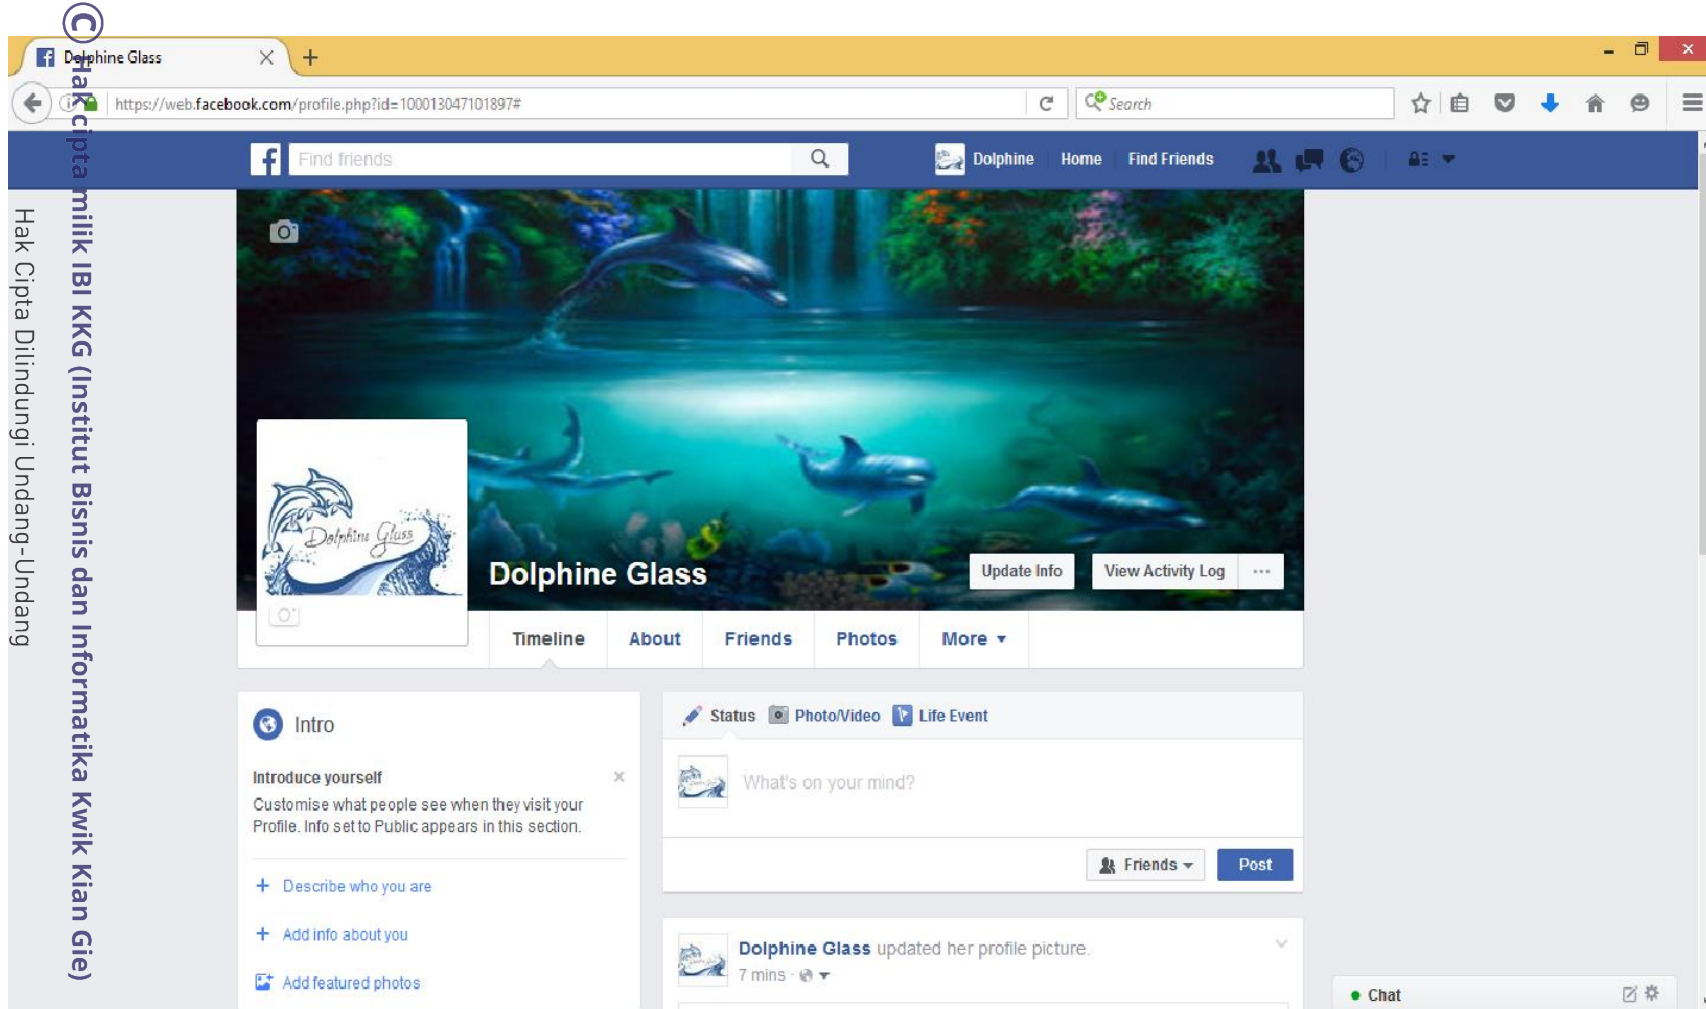 © Hak cipta milik IBI KKG (Institut Bisnis dan Informatika Kwik Kian Gie)
Hak Cipta Dilindungi Undang-Undang
Dolphine Glass
https://web.facebook.com/profile.php?id=100013047101897#
Search
Find friends
Dolphine Home Find Friends
Dolphine Glass
Dolphine Glass
Update Info View Activity Log ...
Timeline About Friends Photos More
Intro
Introduce yourself
Customise what people see when they visit your
Profile. Info set to Public appears in this section.
+ Describe who you are
+ Add info about you
Add featured photos
Status Photo/Video Life Event
What's on your mind?
Friends Post
Dolphine Glass updated her profile picture.
7 mins ·
Chat